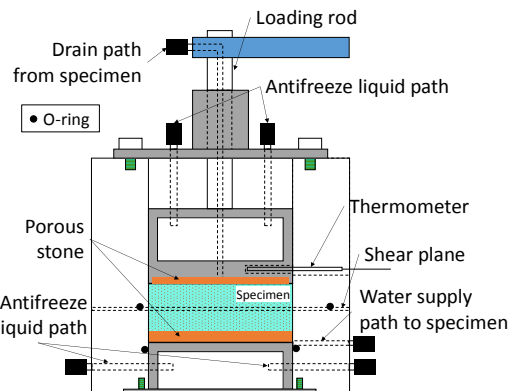 Loading rod
Drain path
from specimen
Antifreeze liquid path
O-ring
Thermometer
Porous
stone
Shear plane
Specimen
Water supply
path to specimen
Antifreeze
iquid path